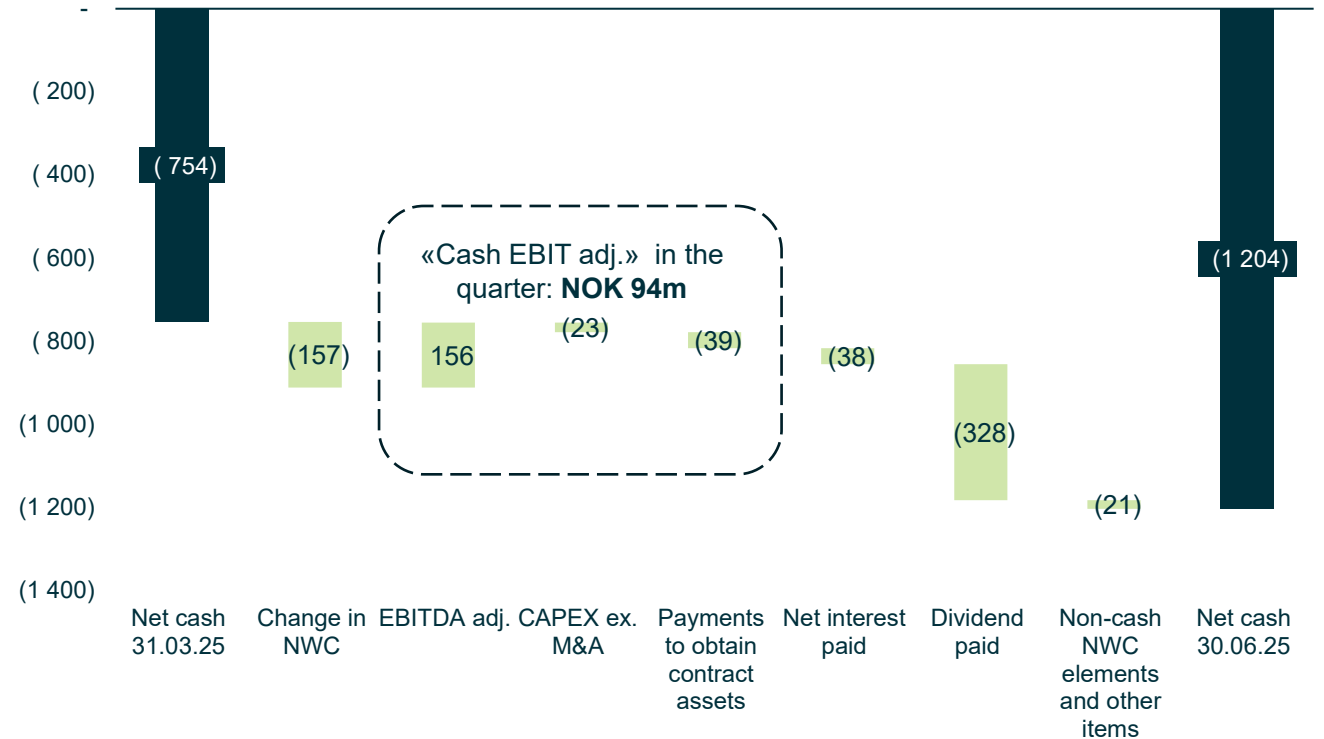 -
( 200)
( 400)
( 600)
( 800)
(1 000)
(1 200)
(1 400)
( 754)
(157)
«Cash EBIT adj.» in the
quarter: NOK 94m
156
(23)
(39)
(38)
(328)
(21)
(1 204)
Net cash
31.03.25
Change in
NWC
EBITDA adj.
CAPEX ex.
M&A
Payments
to obtain
contract
assets
Net interest
paid
Dividend
paid
Non-cash
NWC
elements
and other
items
Net cash
30.06.25